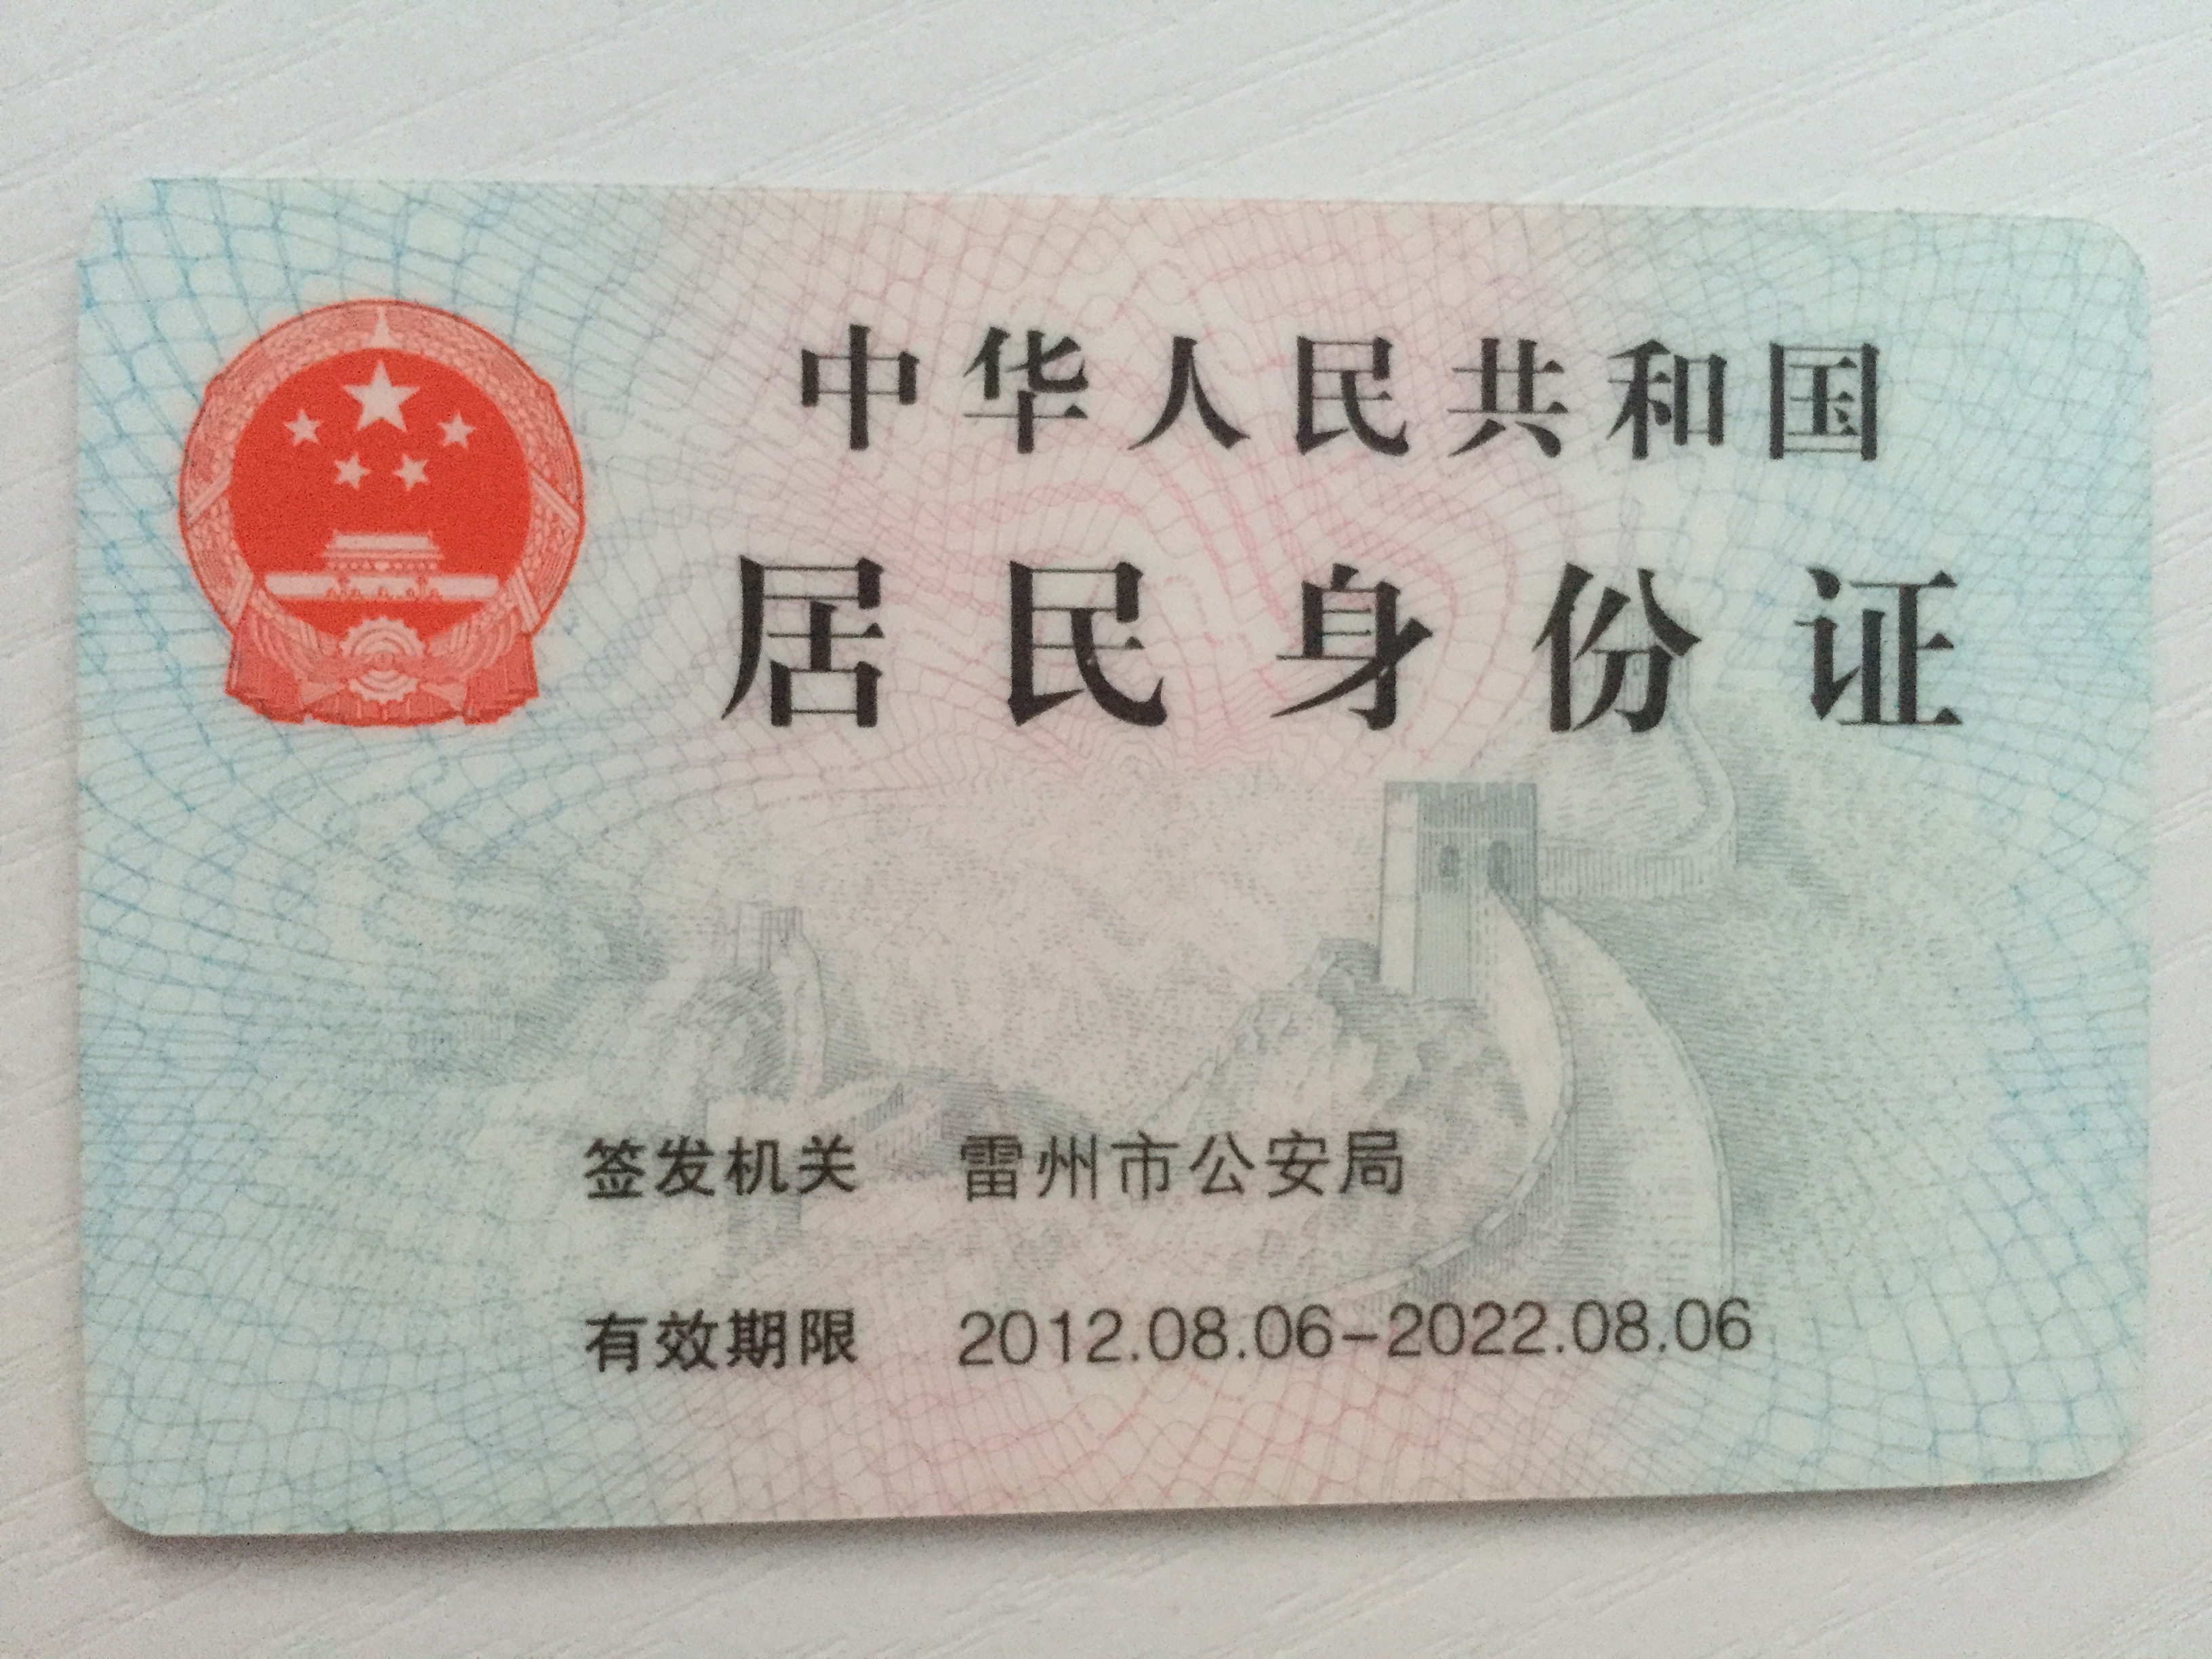 中华人民共和国
居民身份证
签发机关 雷州市公安局
有效期限 2012.08.06-2022.08.06